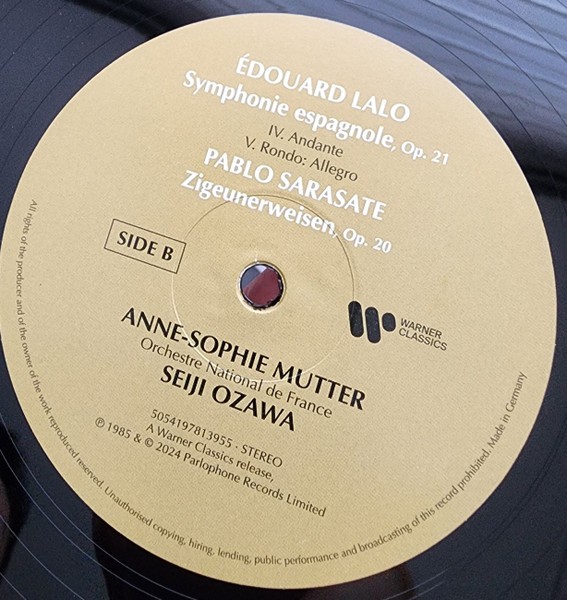 ÉDOUARD LALO
Symphonie espagnole, Op. 21
IV. Andante
V. Rondo: Allegro
PABLO SARASATE
Zigeunerweisen, Op. 20
SIDE B
WARNER
CLASSICS
ANNE-SOPHIE MUTTER
Orchestre National de France
SEIJI OZAWA
5054197813955 · STEREO
A Warner Classics release,
℗ 1985 & © 2024 Parlophone Records Limited
All rights of the producer and of the owner of the work reproduced reserved. Unauthorised copying, hiring, lending, public performance and broadcasting of this record prohibited. Made in Germany